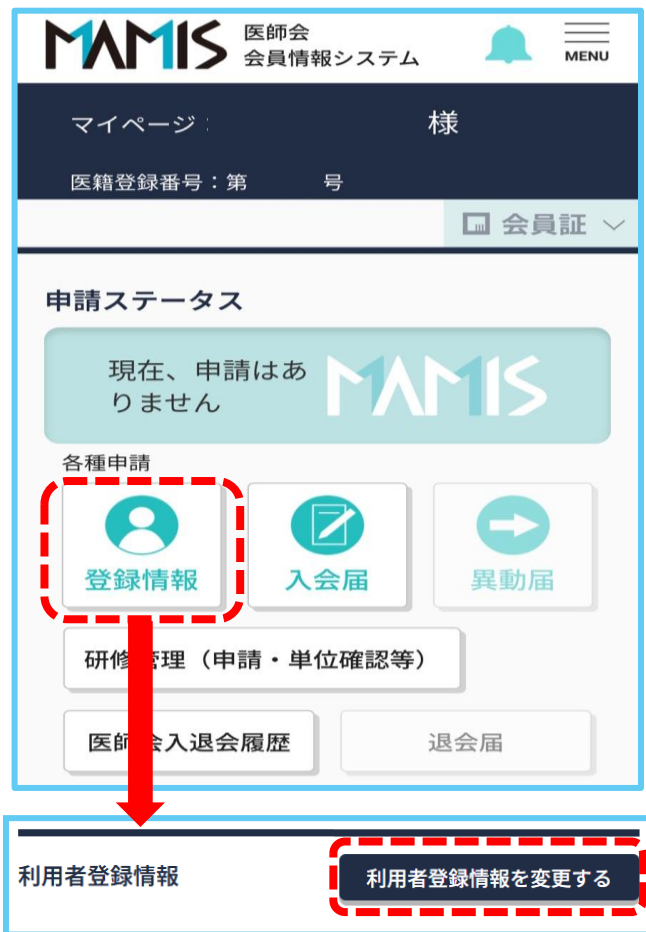 MAMIS 医師会
会員情報システム
MENU
マイページ： 様
医籍登録番号：第 号
会員証
申請ステータス
現在、申請はあ
りません
MAMIS
各種申請
登録情報 入会届 異動届
研修管理（申請・単位確認等）
医師会入退会履歴 退会届
利用者登録情報 利用者登録情報を変更する